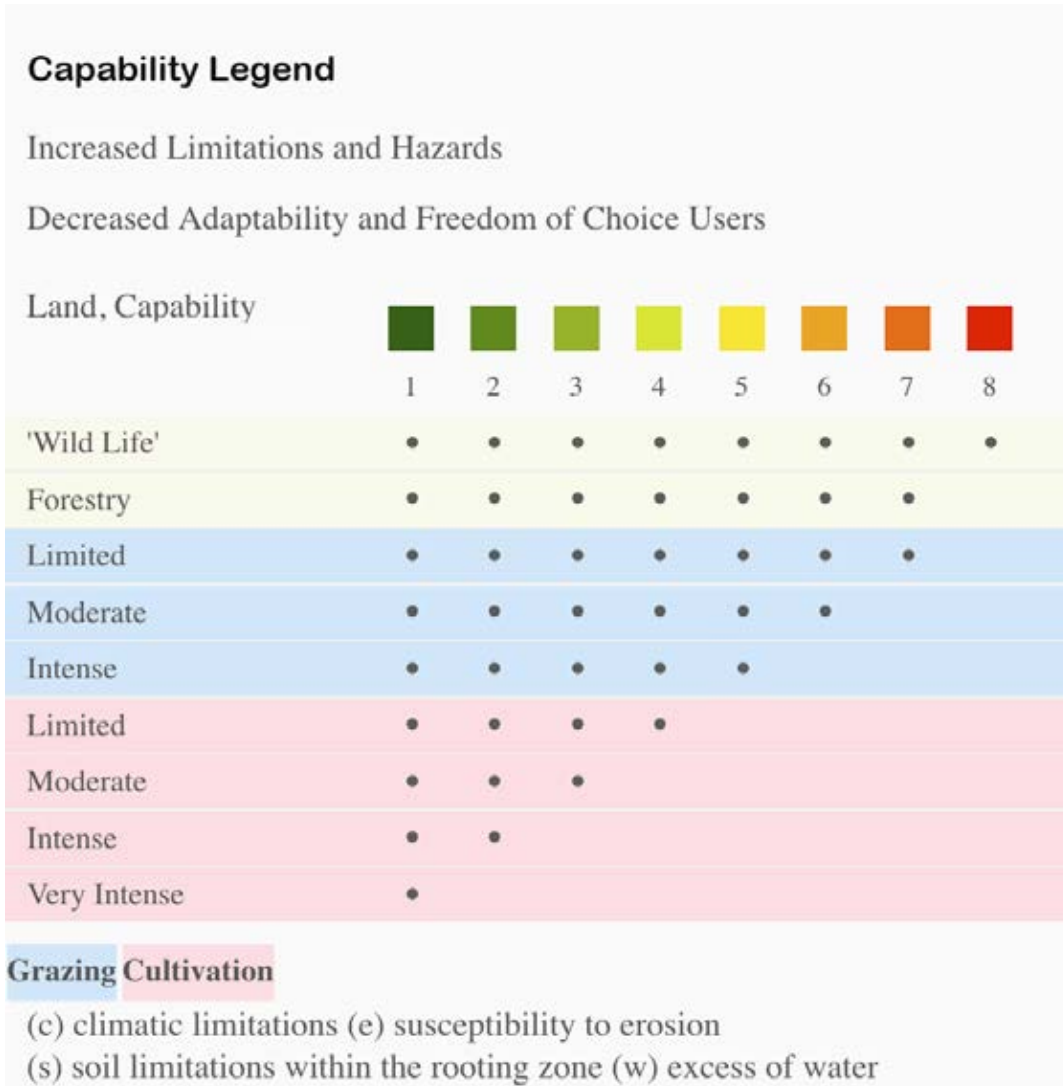 Capability Legend
Increased Limitations and Hazards
Decreased Adaptability and Freedom of Choice Users
Land, Capability
1 2 3 4 5 6 7 8
'Wild Life'
Forestry
Limited
Moderate
Intense
Limited
Moderate
Intense
Very Intense
Grazing Cultivation
(c) climatic limitations (e) susceptibility to erosion
(s) soil limitations within the rooting zone (w) excess of water